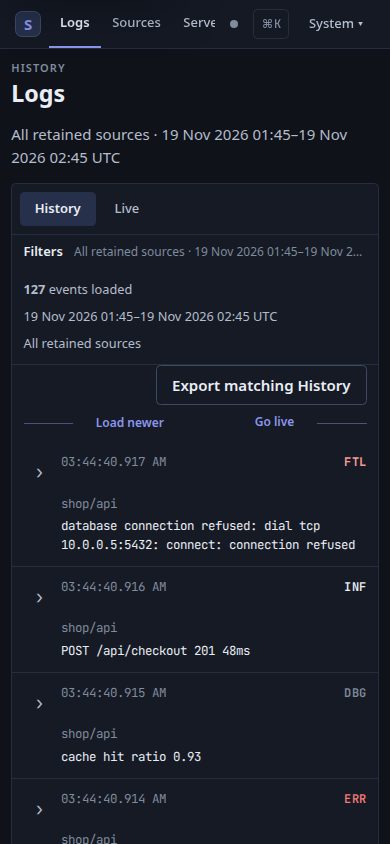 S Logs Sources Serve ⌘K System ▾
HISTORY
Logs
All retained sources · 19 Nov 2026 01:45–19 Nov
2026 02:45 UTC
History Live
Filters All retained sources · 19 Nov 2026 01:45–19 Nov 2...
127 events loaded
19 Nov 2026 01:45–19 Nov 2026 02:45 UTC
All retained sources
Export matching History
Load newer Go live
03:44:40.917 AM FTL
shop/api
database connection refused: dial tcp
10.0.0.5:5432: connect: connection refused
03:44:40.916 AM INF
shop/api
POST /api/checkout 201 48ms
03:44:40.915 AM DBG
shop/api
cache hit ratio 0.93
03:44:40.914 AM ERR
shop/api